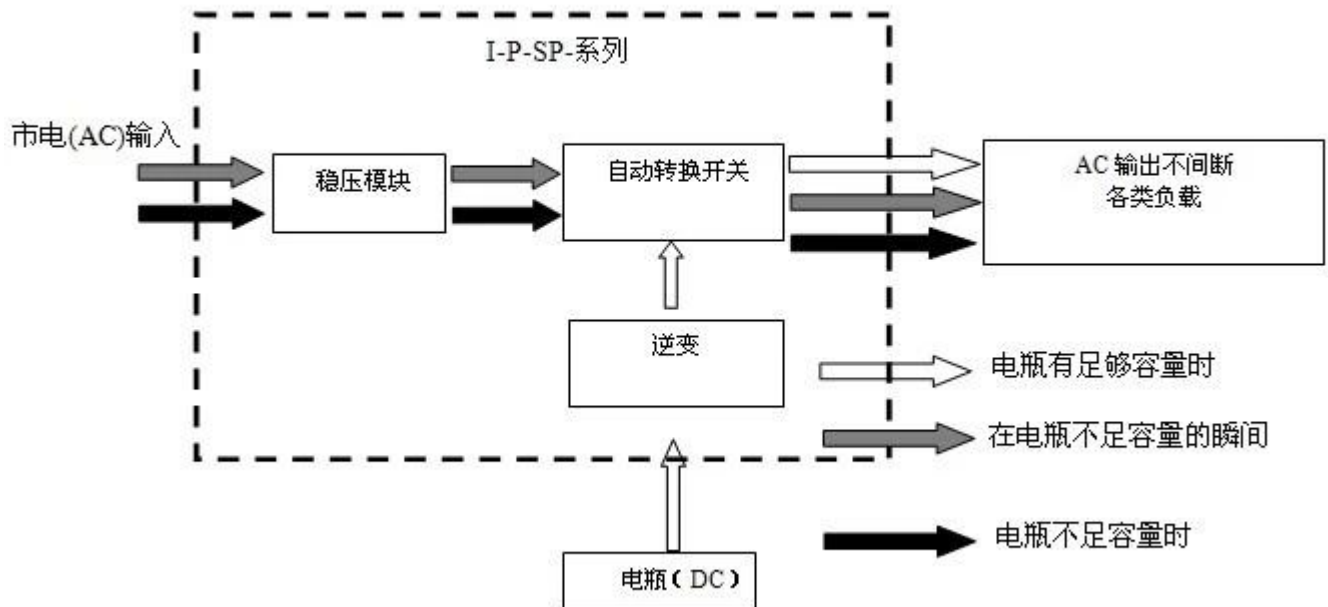 I-P-SP-系列
市电(AC)输入
稳压模块
自动转换开关
AC 输出不间断
各类负载
逆变
电瓶有足够容量时
在电瓶不足容量的瞬间
电瓶不足容量时
电瓶（DC）